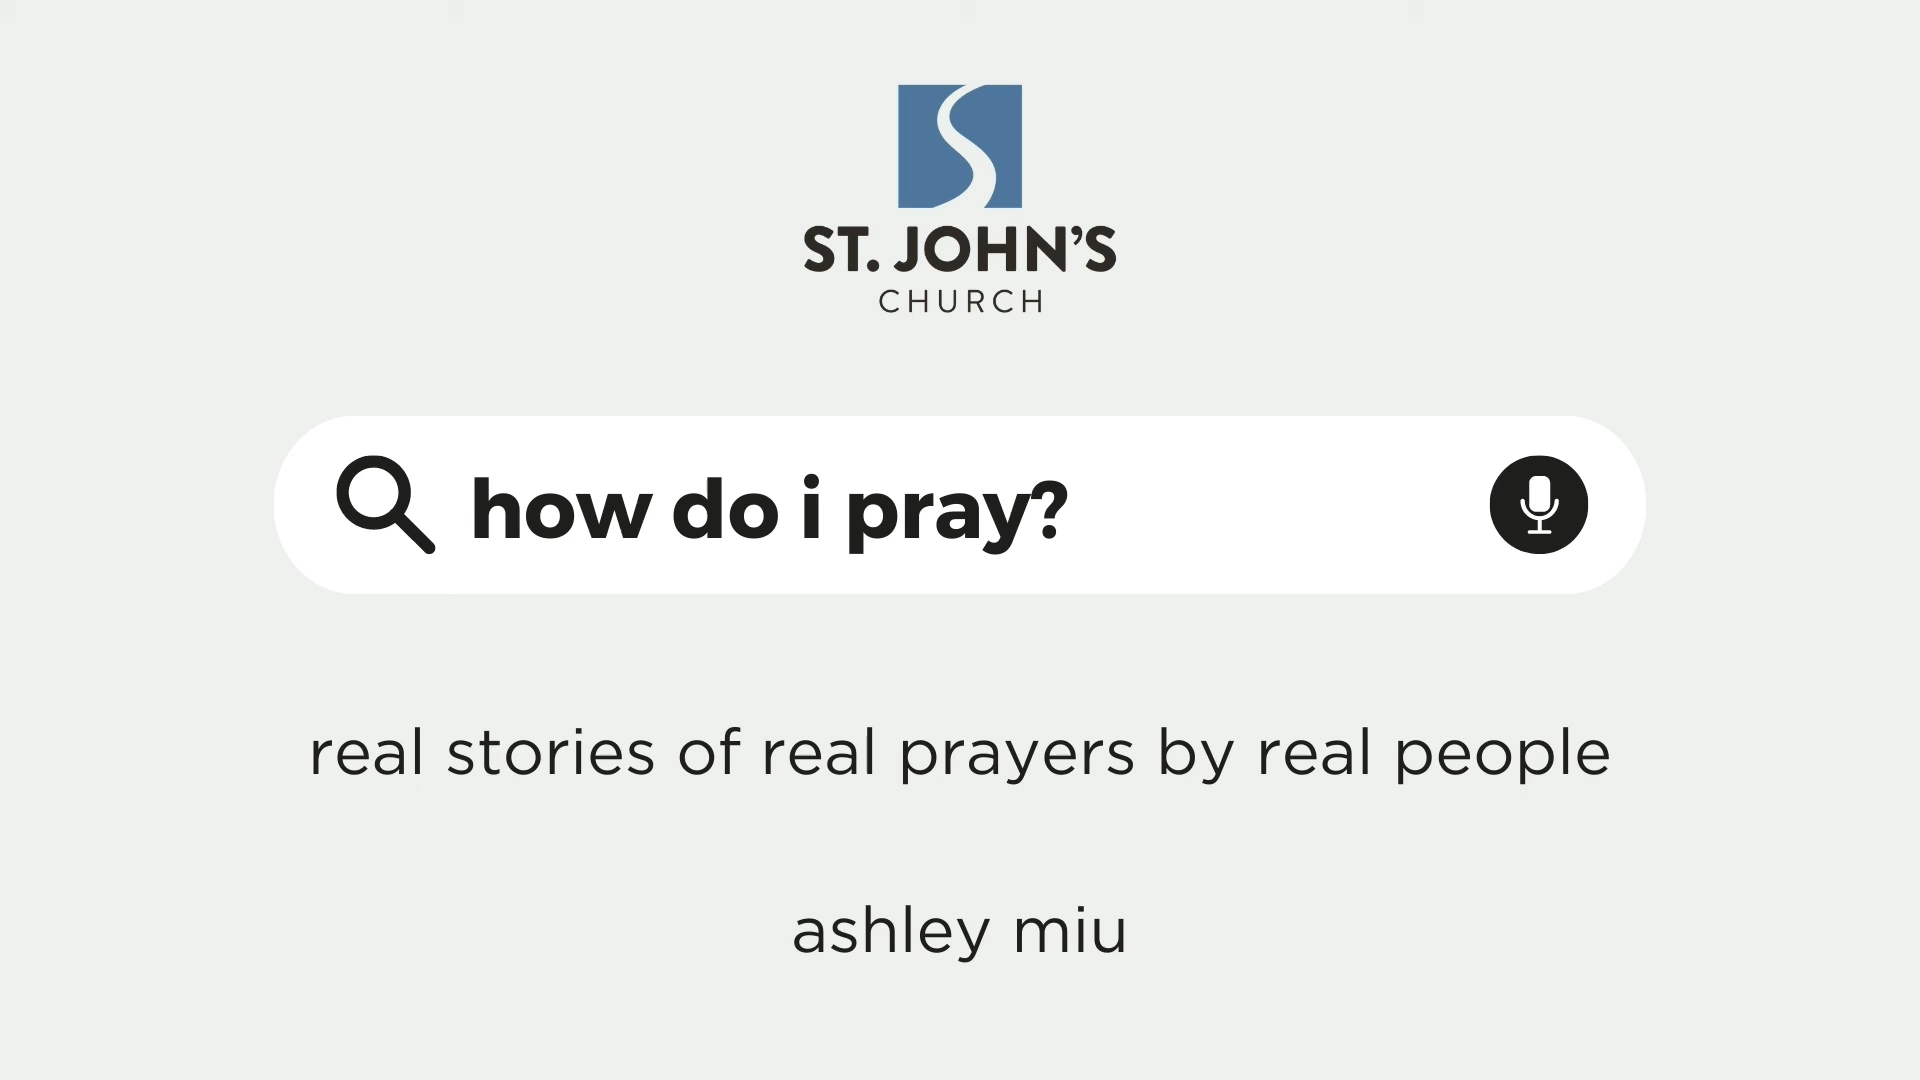 ST. JOHN’S
CHURCH
how do i pray?
real stories of real prayers by real people
ashley miu